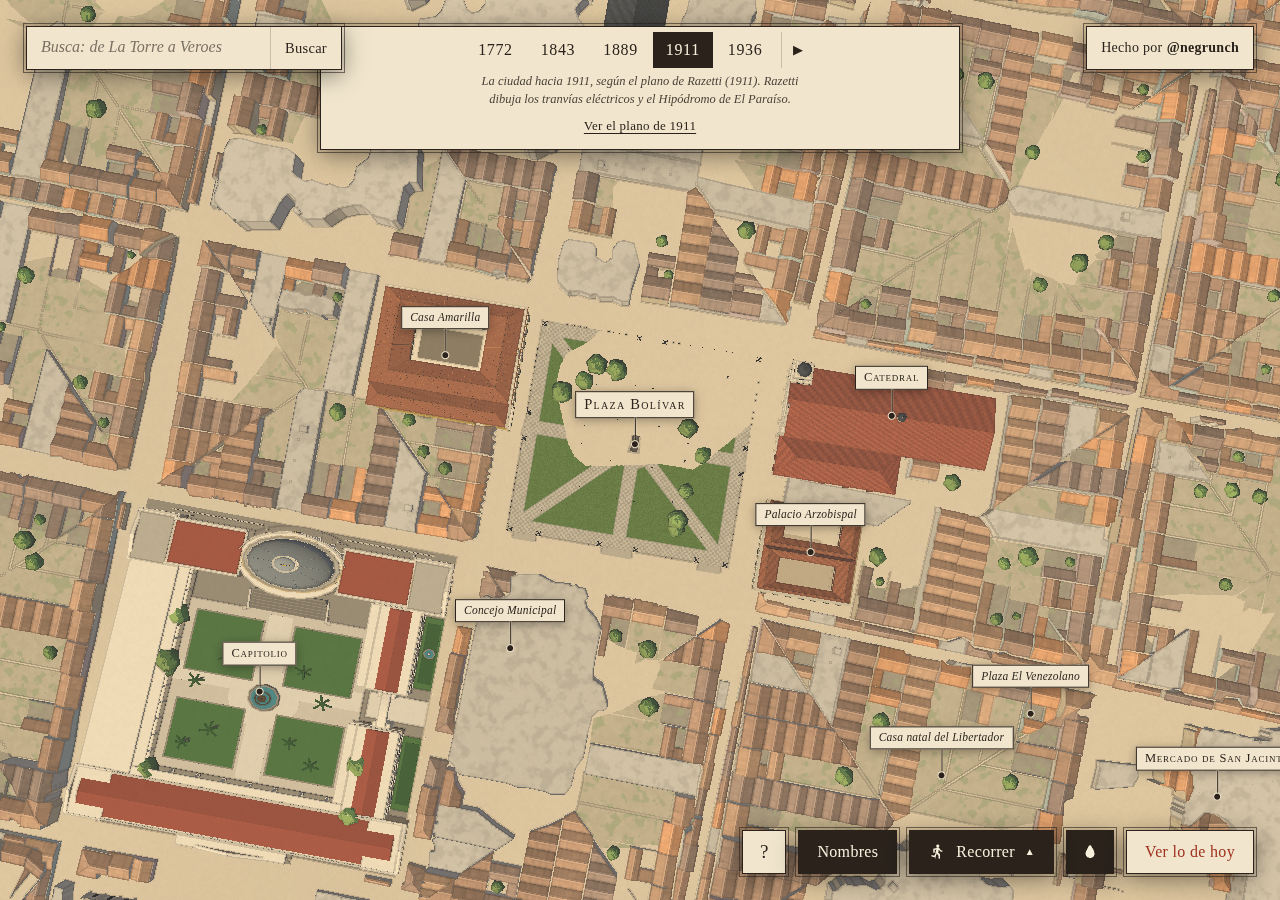 Busca: de La Torre a Veroes
Buscar
1772 1843 1889 1911 1936 ▶
La ciudad hacia 1911, según el plano de Razetti (1911). Razetti
dibuja los tranvías eléctricos y el Hipódromo de El Paraíso.
Ver el plano de 1911
Hecho por @negrunch
Casa Amarilla
Catedral
Plaza Bolívar
Palacio Arzobispal
Concejo Municipal
Capitolio
Plaza El Venezolano
Casa natal del Libertador
Mercado de San Jacint
?
Nombres
Recorrer ▲
Ver lo de hoy